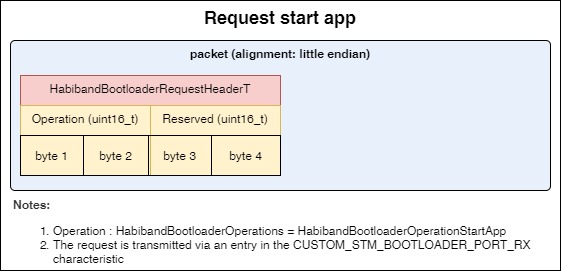 Request start app
packet (alignment: little endian)
HabibandBootloaderRequestHeaderT
Operation (uint16_t) Reserved (uint16_t)
byte 1 byte 2 byte 3 byte 4
Notes:
1. Operation : HabibandBootloaderOperations = HabibandBootloaderOperationStartApp
2. The request is transmitted via an entry in the CUSTOM_STM_BOOTLOADER_PORT_RX
characteristic